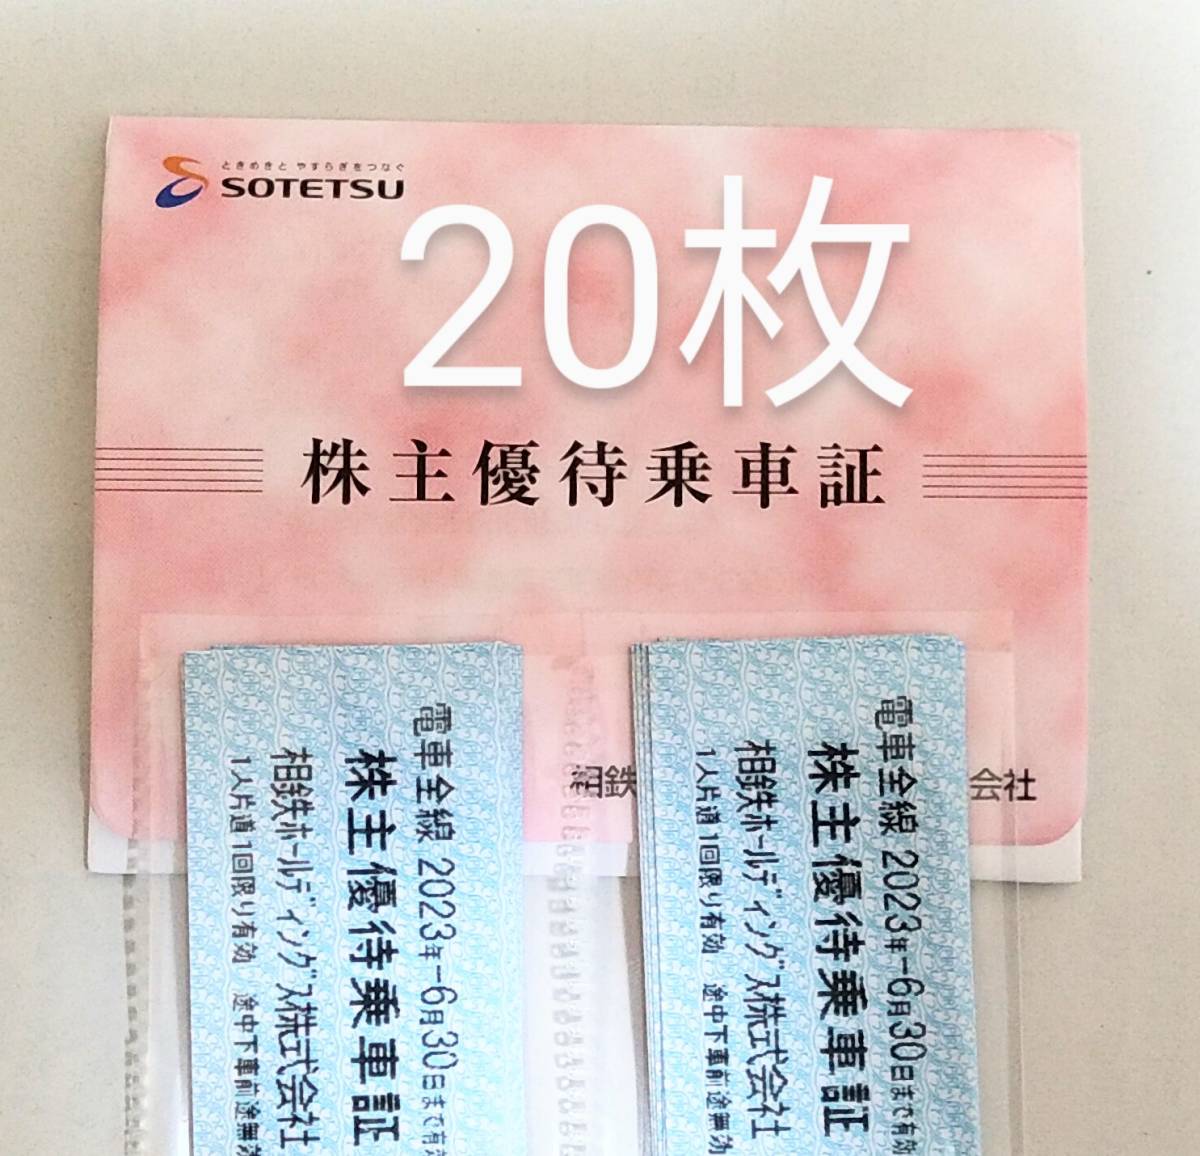 ときめきと やすらぎをつなぐ
SOTETSU
20枚
株主優待乗車証
相鉄
会社
電車全線 2023年-6月30日まで有効
株主優待乗車証
相鉄ホールディングス株式会社
1人片道1回限り有効 途中下車前途無効
電車全線 2023年-6月30日まで有効
株主優待乗車証
相鉄ホールディングス株式会社
1人片道1回限り有効 途中下車前途無効